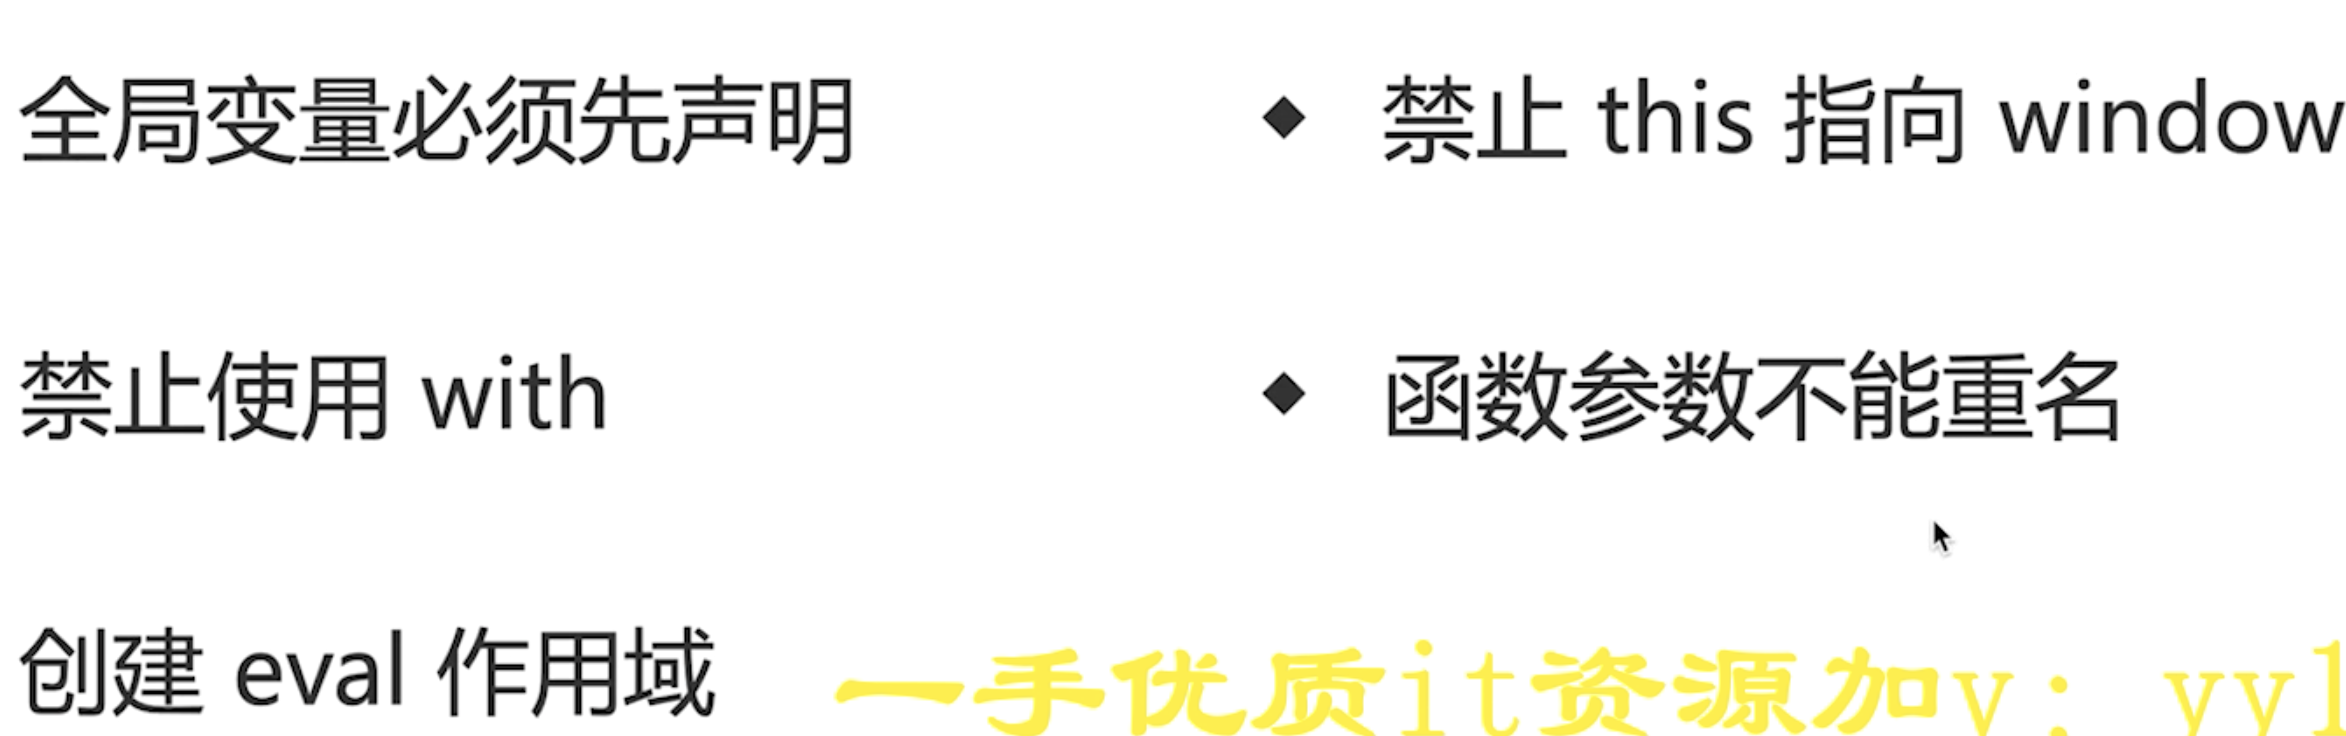 全局变量必须先声明
◆ 禁止 this 指向 window
禁止使用 with
◆ 函数参数不能重名
创建 eval 作用域
一手优质it资源加v: yyl